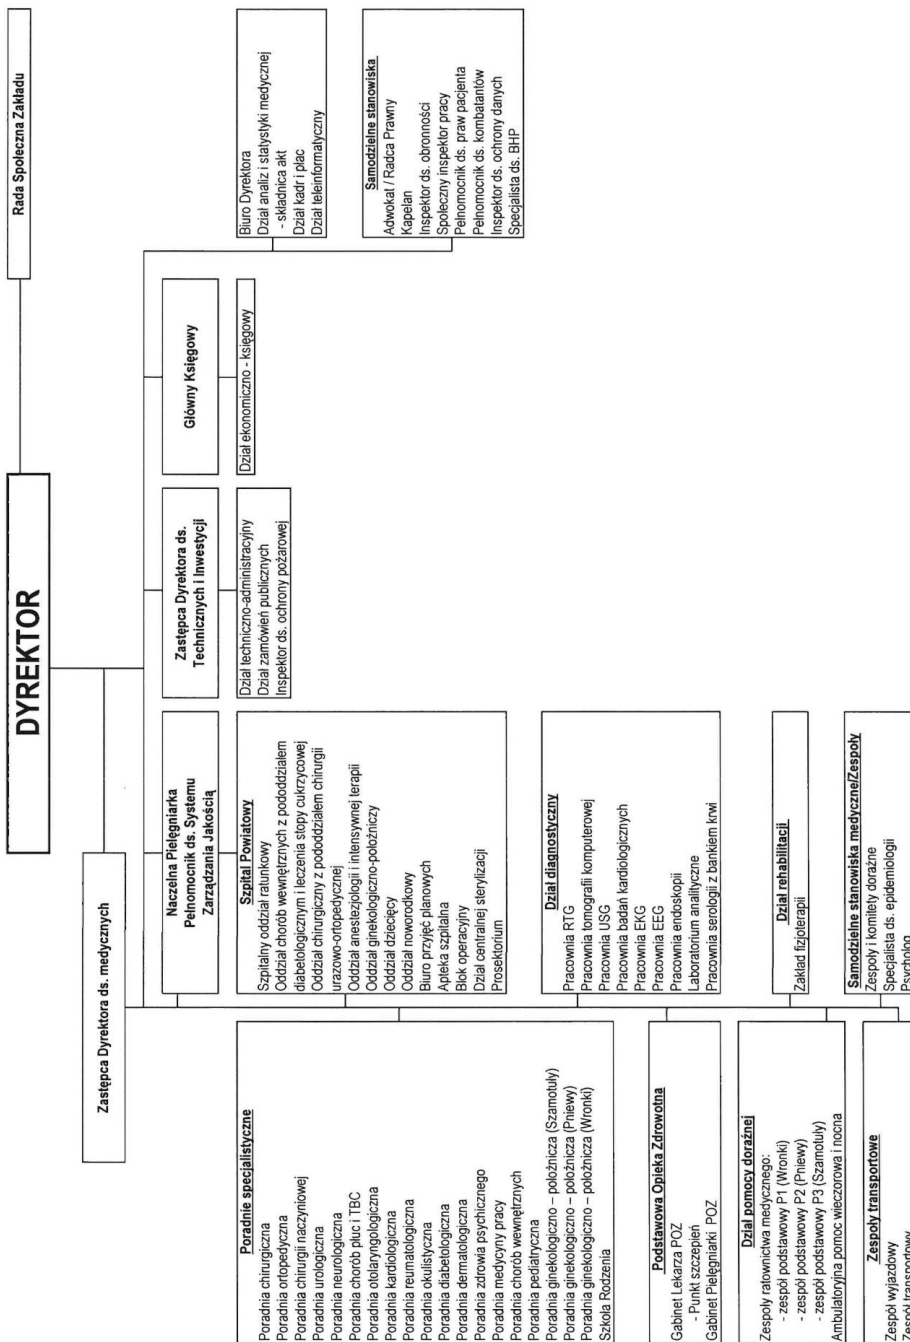 Rada Społeczna Zakładu
DYREKTOR
Zastępca Dyrektora ds. medycznych
Naczelna Pielęgniarka
Pełnomocnik ds. Systemu
Zarządzania Jakością
Zastępca Dyrektora ds.
Technicznych i Inwestycji
Główny Księgowy
Biuro Dyrektora
Dział analiz i statystyki medycznej
- składnica akt
Dział kadr i płac
Dział teleinformatyczny
Samodzielne stanowiska
Adwokat / Radca Prawny
Kapelan
Inspektor ds. obronności
Społeczny inspektor pracy
Pełnomocnik ds. praw pacjenta
Pełnomocnik ds. kombatantów
Inspektor ds. ochrony danych
Specjalista ds. BHP
Dział ekonomiczno - księgowy
Dział techniczno-administracyjny
Dział zamówień publicznych
Inspektor ds. ochrony pożarowej
Szpital Powiatowy
Szpitalny oddział ratunkowy
Oddział chorób wewnętrznych z pododdziałem
diabetologicznym i leczenia stopy cukrzycowej
Oddział chirurgiczny z pododdziałem chirurgii
urazowo-ortopedycznej
Oddział anestezjologii i intensywnej terapii
Oddział ginekologiczno-położniczy
Oddział dziecięcy
Oddział noworodkowy
Biuro przyjęć planowych
Apteka szpitalna
Blok operacyjny
Dział centralnej sterylizacji
Prosektorium
Dział diagnostyczny
Pracownia RTG
Pracownia tomografii komputerowej
Pracownia USG
Pracownia badań kardiologicznych
Pracownia EKG
Pracownia EEG
Pracownia endoskopii
Laboratorium analityczne
Pracownia serologii z bankiem krwi
Dział rehabilitacji
Zakład fizjoterapii
Samodzielne stanowiska medyczne/Zespoły
Zespoły i komitety doraźne
Specjalista ds. epidemiologii
Psycholog
Poradnie specjalistyczne
Poradnia chirurgiczna
Poradnia ortopedyczna
Poradnia chirurgii naczyniowej
Poradnia urologiczna
Poradnia neurologiczna
Poradnia chorób płuc i TBC
Poradnia otolaryngologiczna
Poradnia kardiologiczna
Poradnia reumatologiczna
Poradnia okulistyczna
Poradnia diabetologiczna
Poradnia dermatologiczna
Poradnia zdrowia psychicznego
Poradnia medycyny pracy
Poradnia chorób wewnętrznych
Poradnia pediatryczna
Poradnia ginekologiczno – położnicza (Szamotuły)
Poradnia ginekologiczno – położnicza (Pniewy)
Poradnia ginekologiczno – położnicza (Wronki)
Szkoła Rodzenia
Podstawowa Opieka Zdrowotna
Gabinet Lekarza POZ
- Punkt szczepień
Gabinet Pielęgniarki POZ
Dział pomocy doraźnej
Zespoły ratownictwa medycznego:
- zespół podstawowy P1 (Wronki)
- zespół podstawowy P2 (Pniewy)
- zespół podstawowy P3 (Szamotuły)
Ambulatoryjna pomoc wieczorowa i nocna
Zespoły transportowe
Zespół wyjazdowy
Zespół transportowy